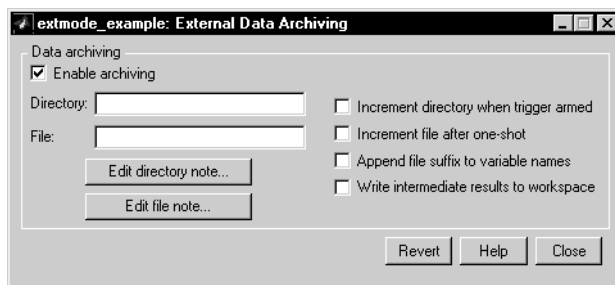 extmode_example: External Data Archiving
Data archiving
Enable archiving
Directory:
File:
Edit directory note...
Edit file note...
Increment directory when trigger armed
Increment file after one-shot
Append file suffix to variable names
Write intermediate results to workspace
Revert Help Close